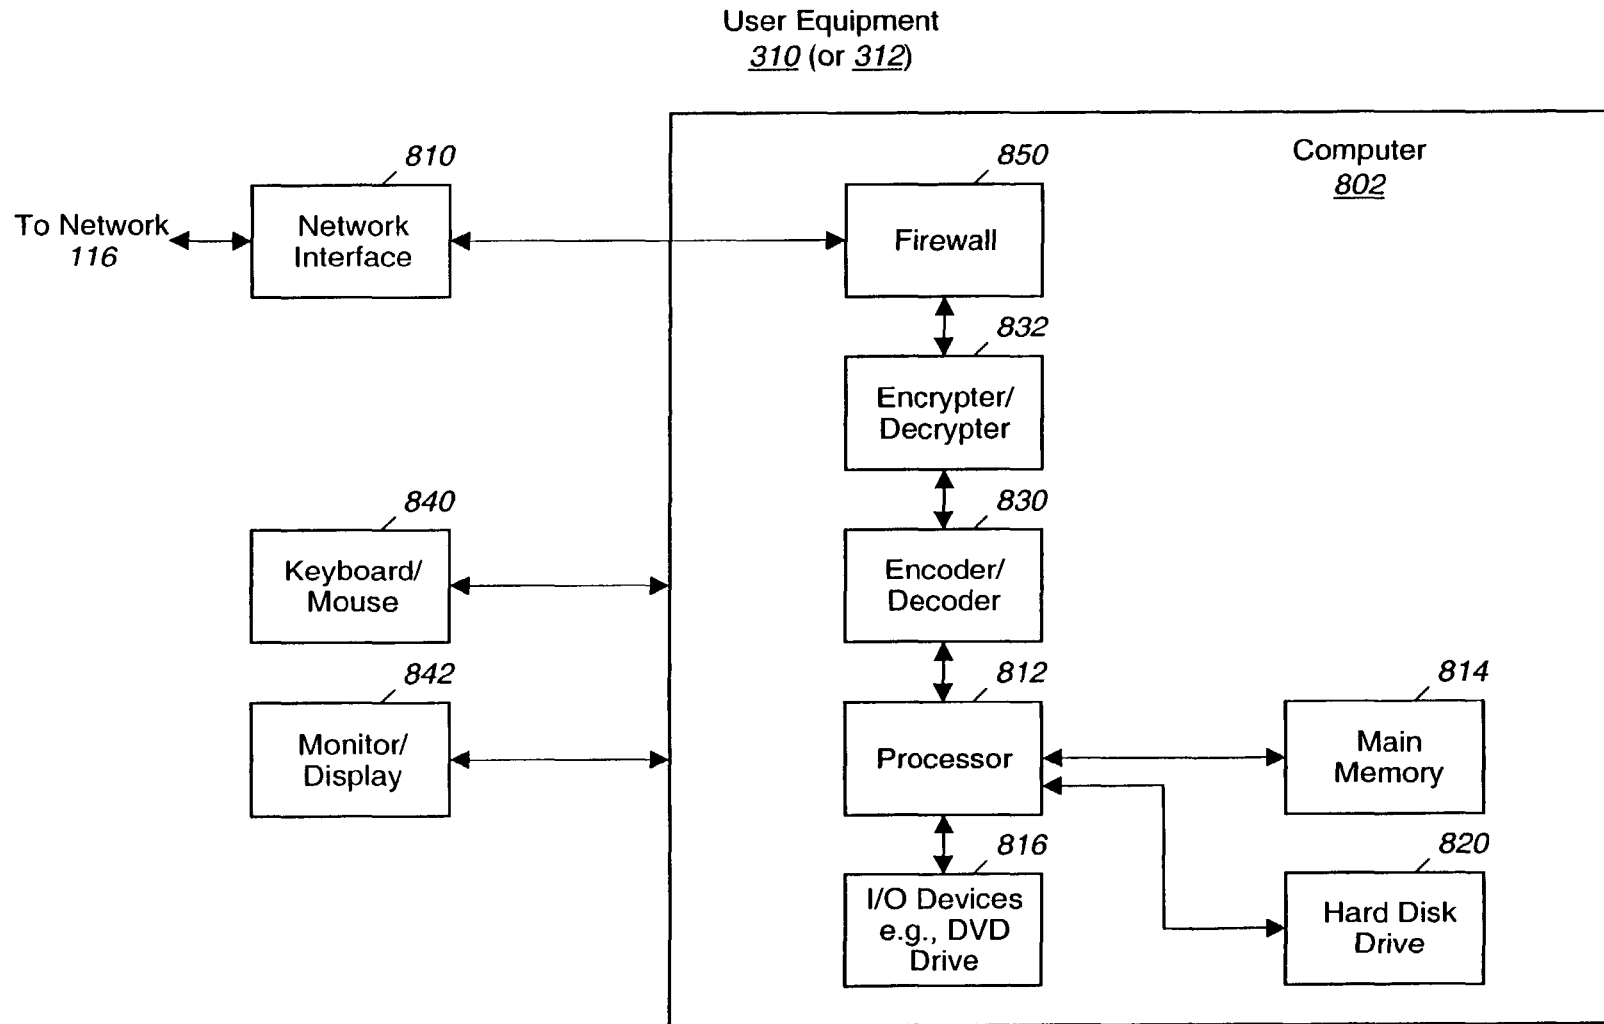 User Equipment
310 (or 312)
Computer
802
810
850
To Network
116
Network
Interface
Firewall
832
Encrypter/
Decrypter
840
830
Keyboard/
Mouse
Encoder/
Decoder
842
812
814
Monitor/
Display
Processor
Main
Memory
816
820
I/O Devices
e.g., DVD
Drive
Hard Disk
Drive